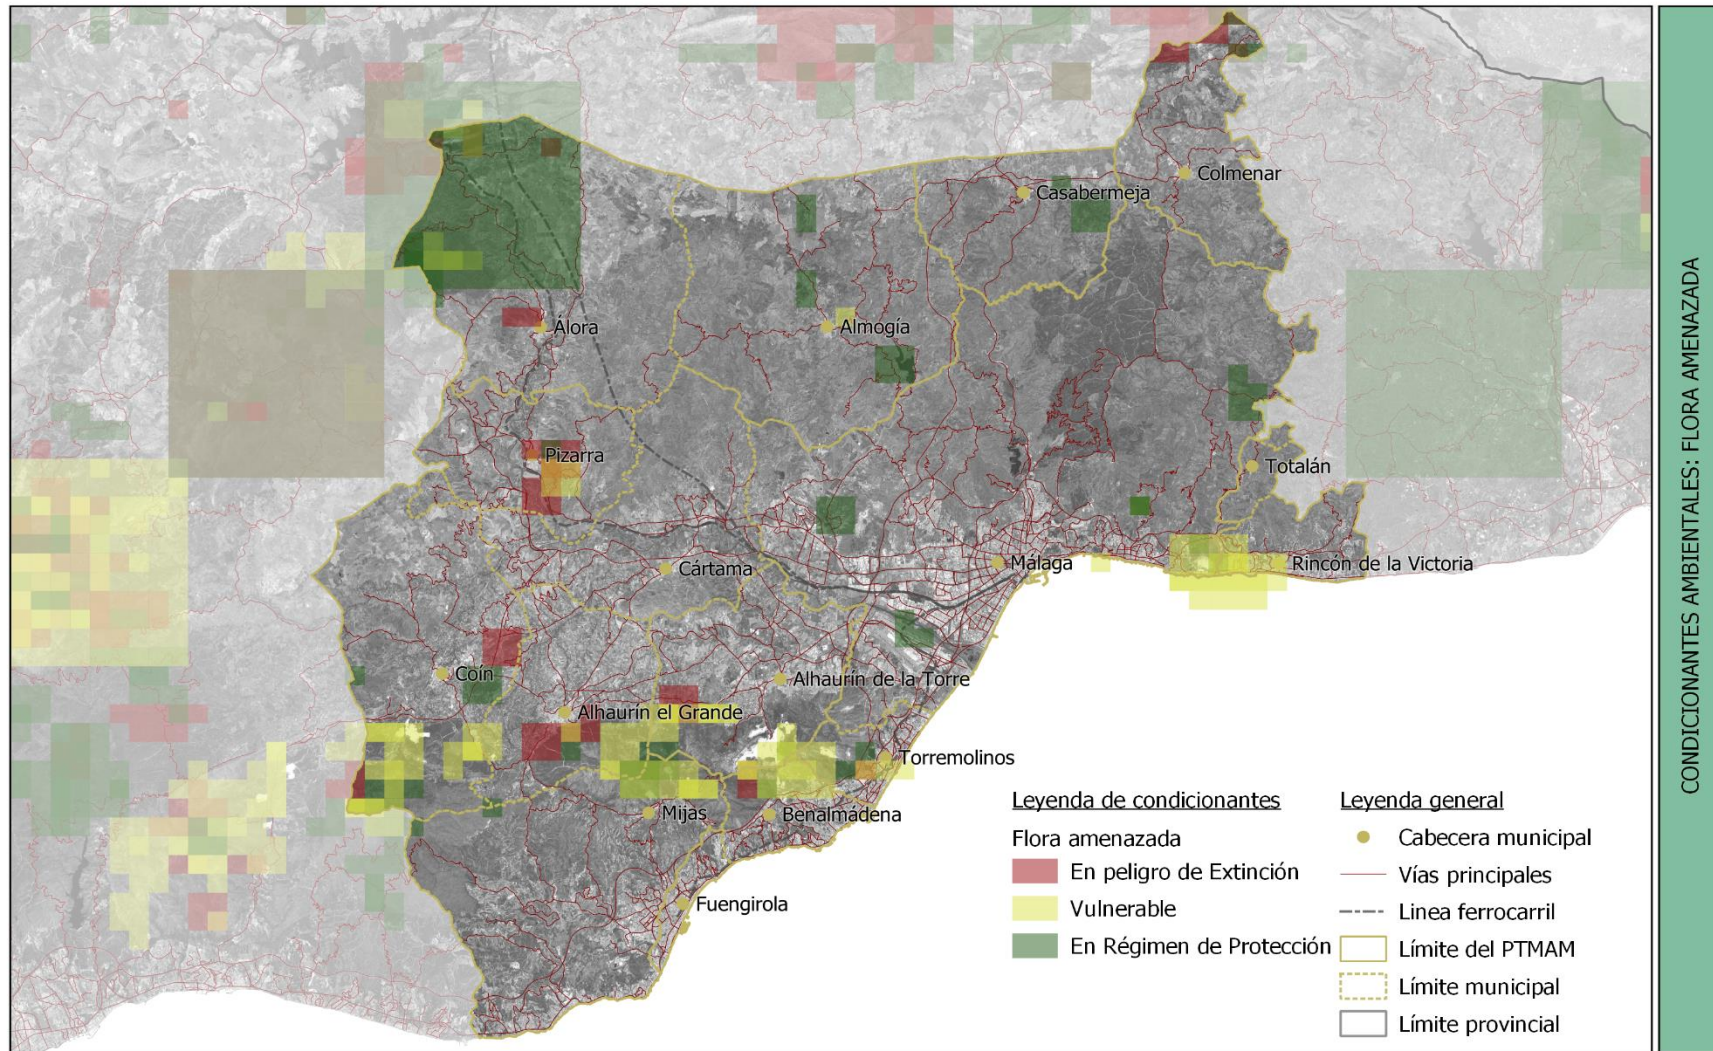 Colmenar
Casabermeja
Álora
Almogía
Pizarra
Totalán
Málaga
Rincón de la Victoria
Cártama
Coín
Alhaurín de la Torre
Alhaurín el Grande
Torremolinos
Mijas
Benalmádena
Fuengirola
Leyenda de condicionantes
Flora amenazada
En peligro de Extinción
Vulnerable
En Régimen de Protección
Leyenda general
Cabecera municipal
Vías principales
Linea ferrocarril
Límite del PTMAM
Límite municipal
Límite provincial
CONDICIONANTES AMBIENTALES: FLORA AMENAZADA